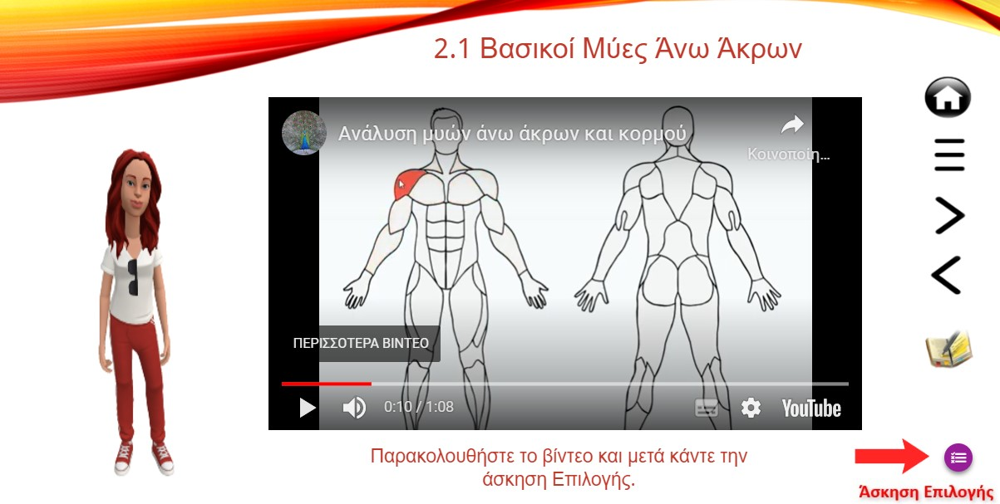 2.1 Βασικοί Μύες Άνω Άκρων
Ανάλυση μυών άνω άκρων και κορμού
Κοινοποίη...
ΠΕΡΙΣΣΟΤΕΡΑ ΒΙΝΤΕΟ
0:10 / 1:08
YouTube
Παρακολουθήστε το βίντεο και μετά κάντε την
άσκηση Επιλογής.
Άσκηση Επιλογής